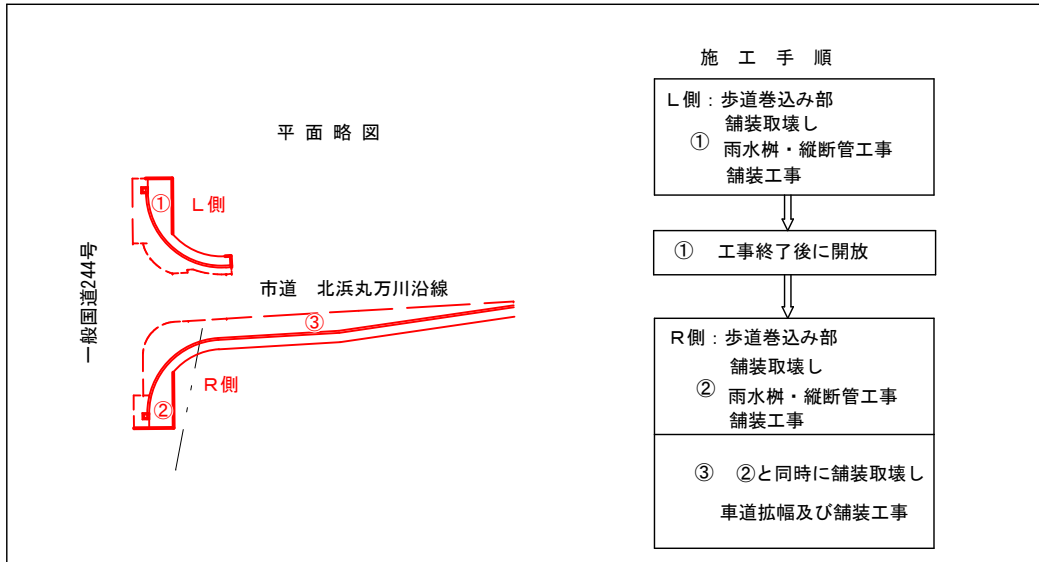 平面略図
① L側
一般国道244号
市道 北浜丸万川沿線
③
R側
②
施工手順
L側：歩道巻込み部
舗装取壊し
① 雨水桝・縦断管工事
舗装工事
① 工事終了後に開放
R側：歩道巻込み部
舗装取壊し
② 雨水桝・縦断管工事
舗装工事
③ ②と同時に舗装取壊し
車道拡幅及び舗装工事